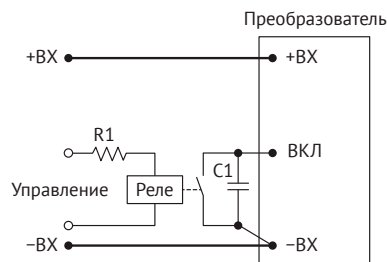 Преобразователь
+ВХ
+ВХ
R1
ВКЛ
C1
Управление
Реле
−ВХ
−ВХ